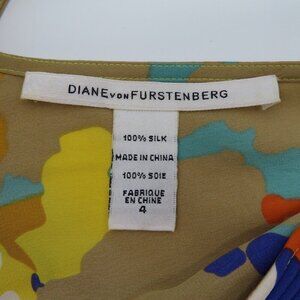 DIANE VON FURSTENBERG
100% SILK
MADE IN CHINA
100% SOIE
FABRIQUE
EN CHINE
4